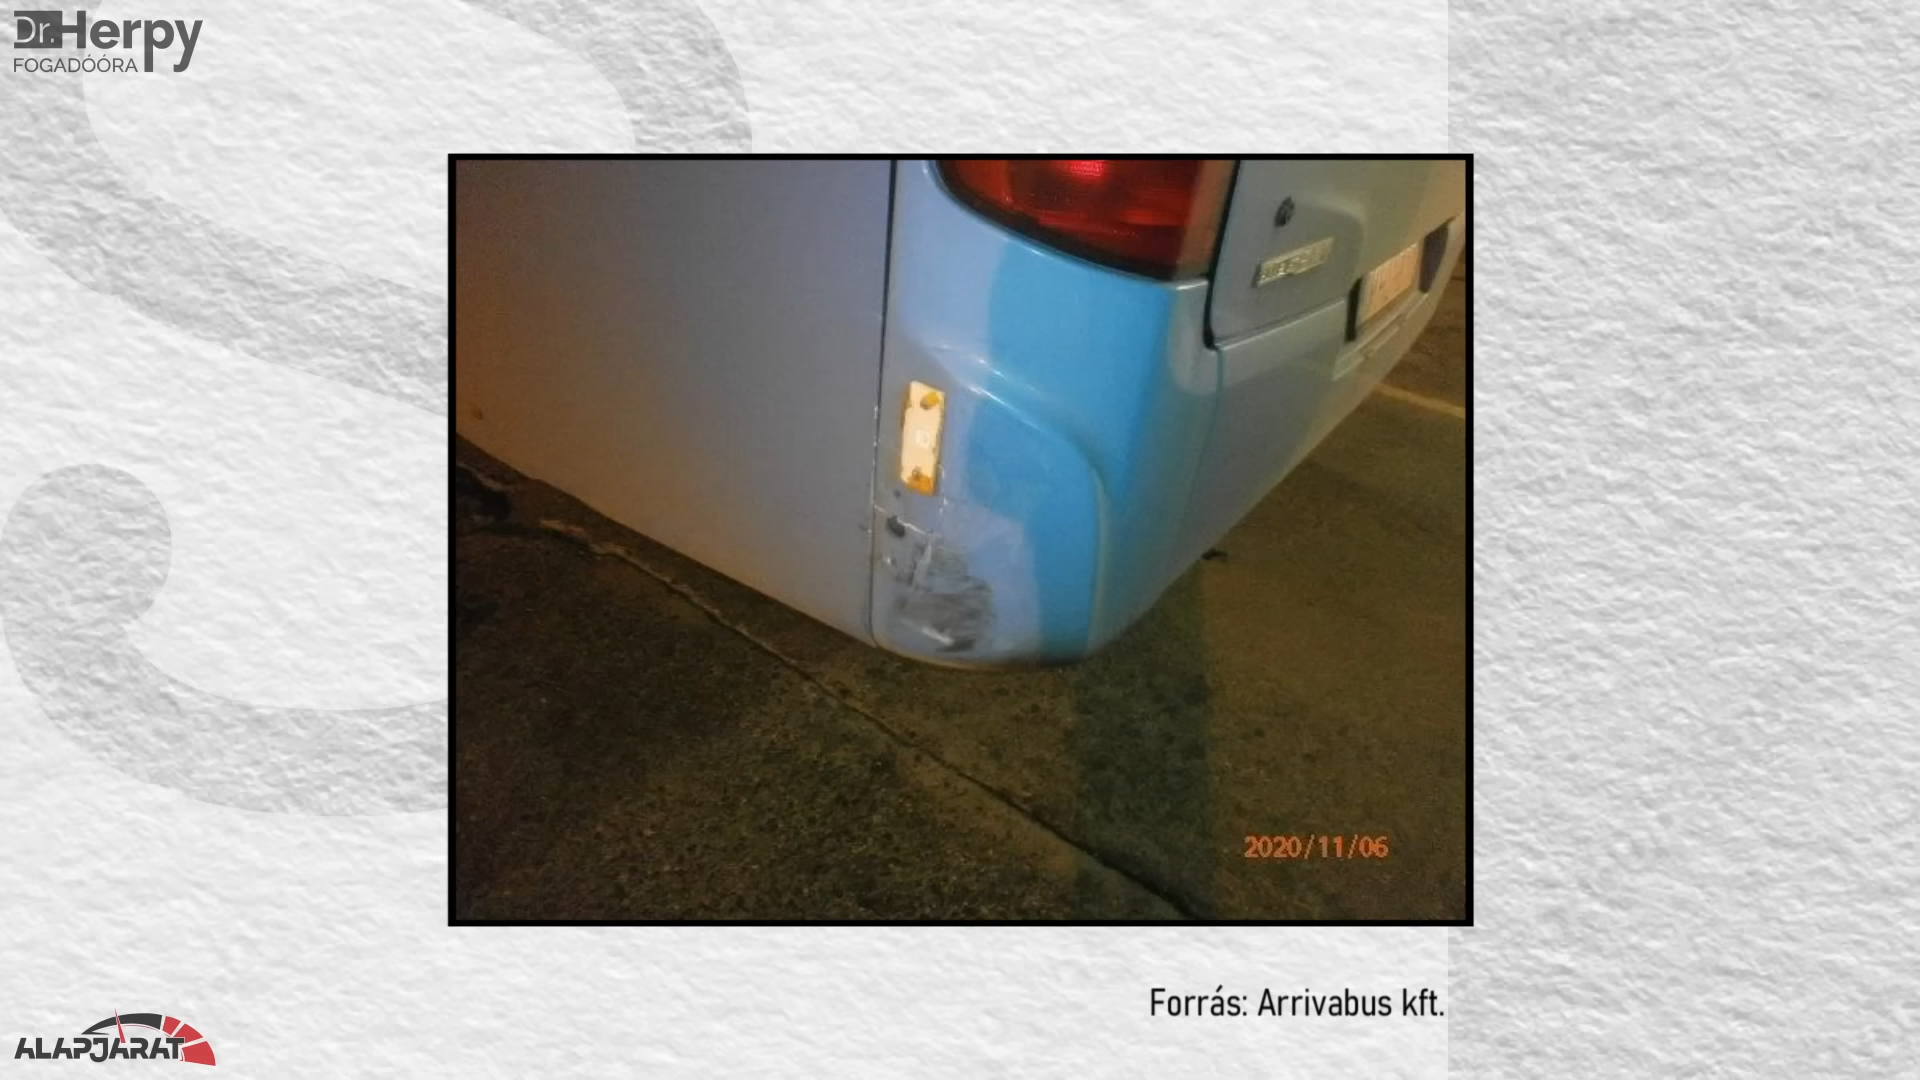 Dr. Herpy
FOGADÓÓRA
2020/11/06
Forrás: Arrivabus kft.
ALAPJÁRAT